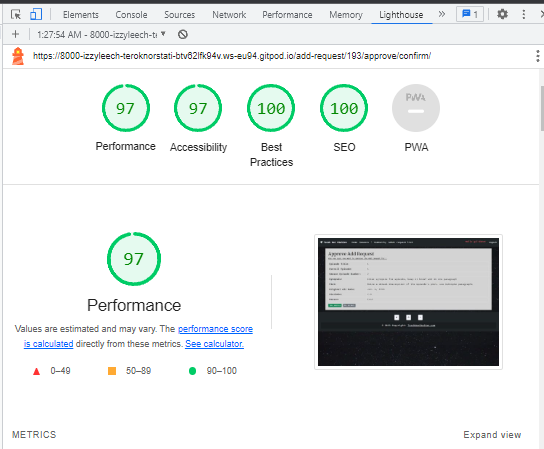 Elements Console Sources Network Performance Memory Lighthouse » 1
1:27:54 AM - 8000-izzyleech-te
https://8000-izzyleech-teroknorstati-btv62lfk94v.ws-eu94.gitpod.io/add-request/193/approve/confirm/
97 97 100 100 PWA
Performance Accessibility Best Practices SEO PWA
97
Performance
Values are estimated and may vary. The performance score
is calculated directly from these metrics. See calculator.
0–49 50–89 90–100
Approve Add Request
METRICS Expand view